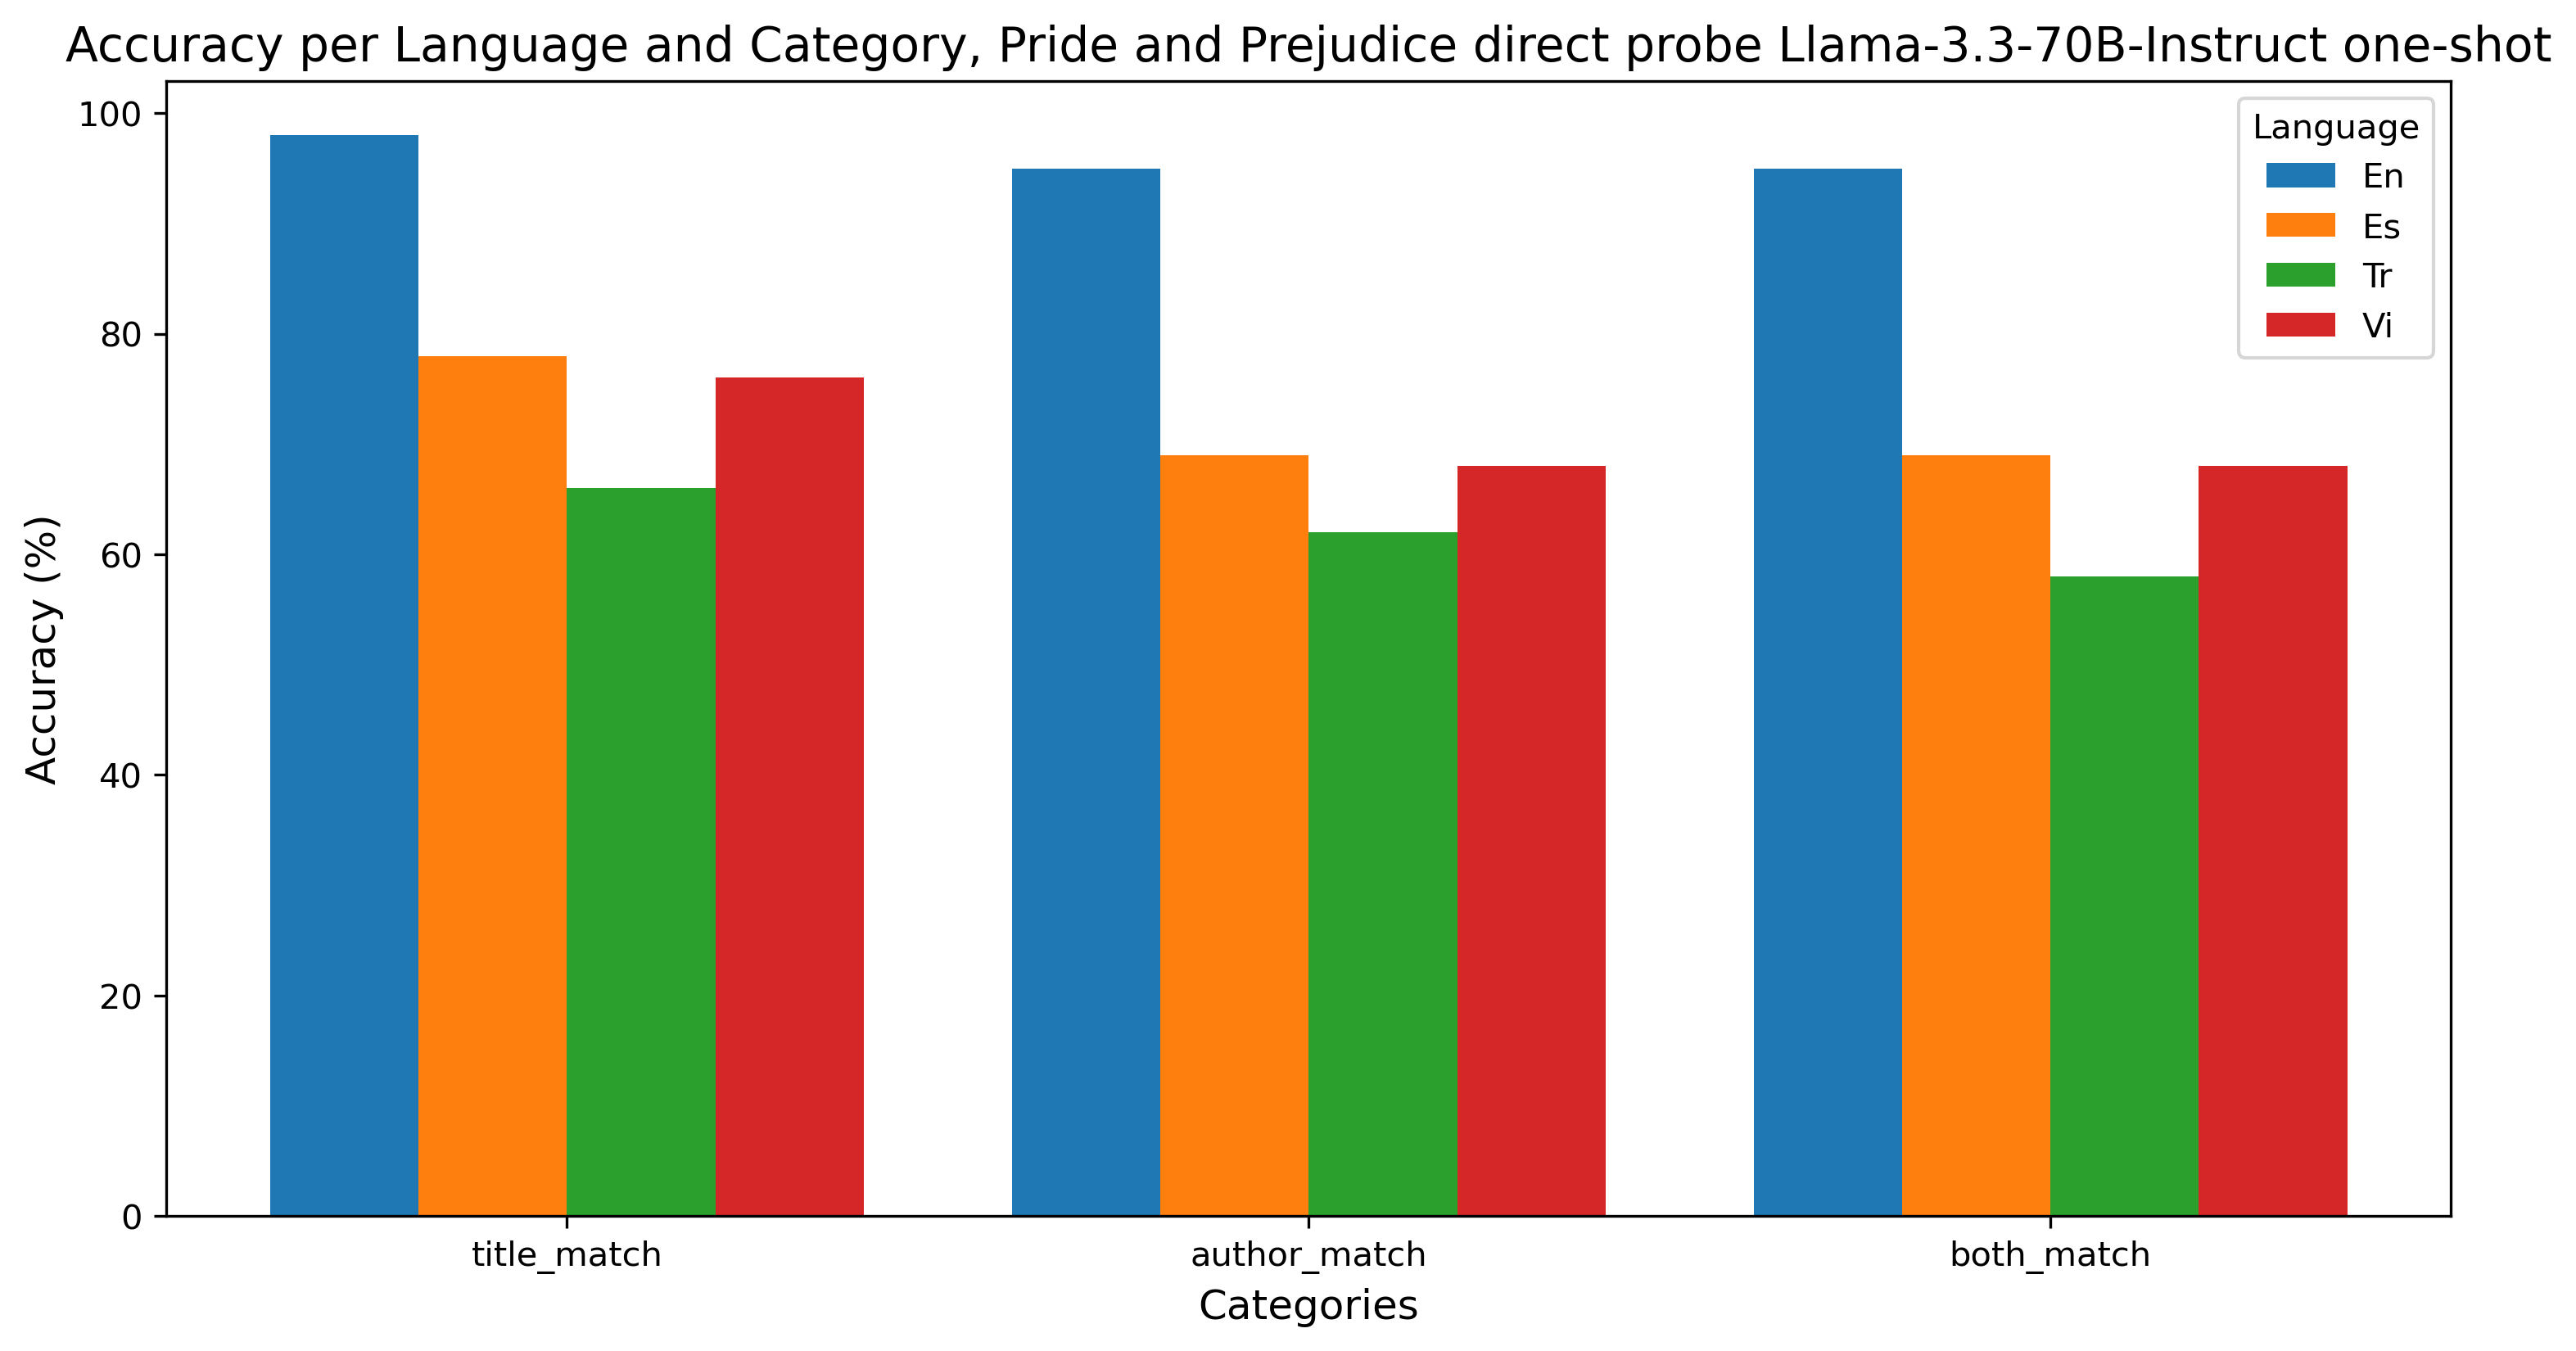 Accuracy per Language and Category, Pride and Prejudice direct probe Llama-3.3-70B-Instruct one-shot
Language
En
Es
Tr
Vi
Accuracy (%)
100
80
60
40
20
0
title_match author_match both_match
Categories